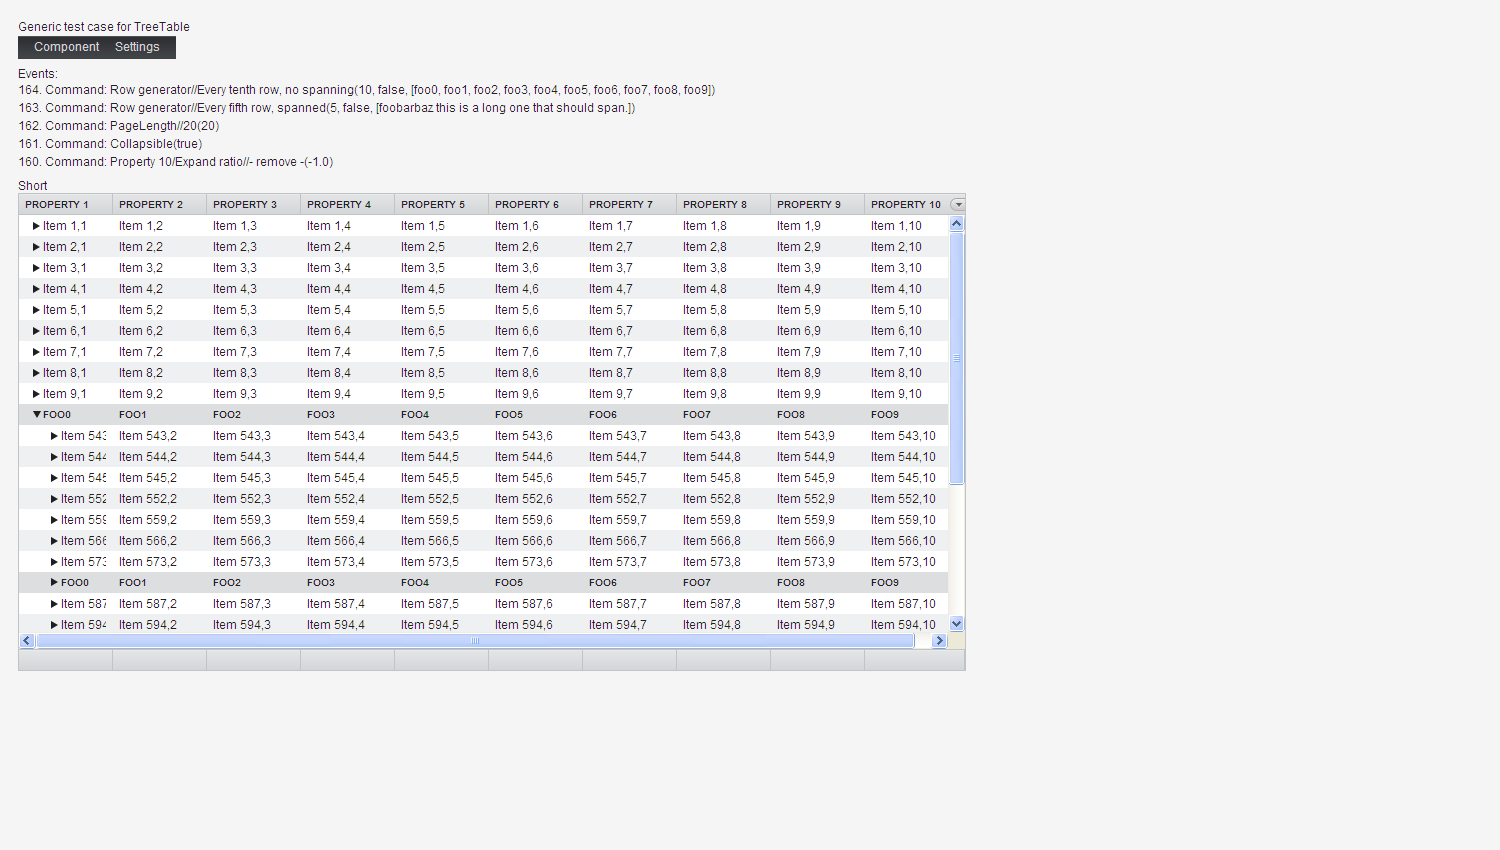 Generic test case for TreeTable
Component Settings
Events:
164. Command: Row generator//Every tenth row, no spanning(10, false, [foo0, foo1, foo2, foo3, foo4, foo5, foo6, foo7, foo8, foo9])
163. Command: Row generator//Every fifth row, spanned(5, false, [foobarbaz this is a long one that should span.])
162. Command: PageLength//20(20)
161. Command: Collapsible(true)
160. Command: Property 10/Expand ratio//- remove -(-1.0)
Short
PROPERTY 1 PROPERTY 2 PROPERTY 3 PROPERTY 4 PROPERTY 5 PROPERTY 6 PROPERTY 7 PROPERTY 8 PROPERTY 9 PROPERTY 10
Item 1,1 Item 1,2 Item 1,3 Item 1,4 Item 1,5 Item 1,6 Item 1,7 Item 1,8 Item 1,9 Item 1,10
Item 2,1 Item 2,2 Item 2,3 Item 2,4 Item 2,5 Item 2,6 Item 2,7 Item 2,8 Item 2,9 Item 2,10
Item 3,1 Item 3,2 Item 3,3 Item 3,4 Item 3,5 Item 3,6 Item 3,7 Item 3,8 Item 3,9 Item 3,10
Item 4,1 Item 4,2 Item 4,3 Item 4,4 Item 4,5 Item 4,6 Item 4,7 Item 4,8 Item 4,9 Item 4,10
Item 5,1 Item 5,2 Item 5,3 Item 5,4 Item 5,5 Item 5,6 Item 5,7 Item 5,8 Item 5,9 Item 5,10
Item 6,1 Item 6,2 Item 6,3 Item 6,4 Item 6,5 Item 6,6 Item 6,7 Item 6,8 Item 6,9 Item 6,10
Item 7,1 Item 7,2 Item 7,3 Item 7,4 Item 7,5 Item 7,6 Item 7,7 Item 7,8 Item 7,9 Item 7,10
Item 8,1 Item 8,2 Item 8,3 Item 8,4 Item 8,5 Item 8,6 Item 8,7 Item 8,8 Item 8,9 Item 8,10
Item 9,1 Item 9,2 Item 9,3 Item 9,4 Item 9,5 Item 9,6 Item 9,7 Item 9,8 Item 9,9 Item 9,10
FOO0 FOO1 FOO2 FOO3 FOO4 FOO5 FOO6 FOO7 FOO8 FOO9
Item 543 Item 543,2 Item 543,3 Item 543,4 Item 543,5 Item 543,6 Item 543,7 Item 543,8 Item 543,9 Item 543,10
Item 544 Item 544,2 Item 544,3 Item 544,4 Item 544,5 Item 544,6 Item 544,7 Item 544,8 Item 544,9 Item 544,10
Item 545 Item 545,2 Item 545,3 Item 545,4 Item 545,5 Item 545,6 Item 545,7 Item 545,8 Item 545,9 Item 545,10
Item 552 Item 552,2 Item 552,3 Item 552,4 Item 552,5 Item 552,6 Item 552,7 Item 552,8 Item 552,9 Item 552,10
Item 559 Item 559,2 Item 559,3 Item 559,4 Item 559,5 Item 559,6 Item 559,7 Item 559,8 Item 559,9 Item 559,10
Item 566 Item 566,2 Item 566,3 Item 566,4 Item 566,5 Item 566,6 Item 566,7 Item 566,8 Item 566,9 Item 566,10
Item 573 Item 573,2 Item 573,3 Item 573,4 Item 573,5 Item 573,6 Item 573,7 Item 573,8 Item 573,9 Item 573,10
FOO0 FOO1 FOO2 FOO3 FOO4 FOO5 FOO6 FOO7 FOO8 FOO9
Item 587 Item 587,2 Item 587,3 Item 587,4 Item 587,5 Item 587,6 Item 587,7 Item 587,8 Item 587,9 Item 587,10
Item 594 Item 594,2 Item 594,3 Item 594,4 Item 594,5 Item 594,6 Item 594,7 Item 594,8 Item 594,9 Item 594,10